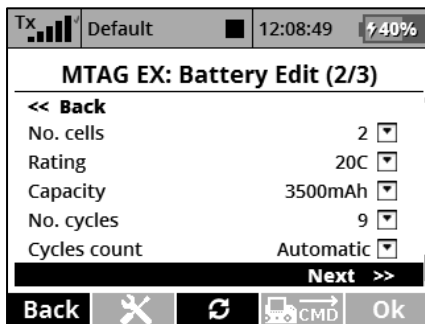 Tx Default 12:08:49 40%
MTAG EX: Battery Edit (2/3)
<< Back
No. cells 2
Rating 20C
Capacity 3500mAh
No. cycles 9
Cycles count Automatic
Next >>
Back CMD Ok